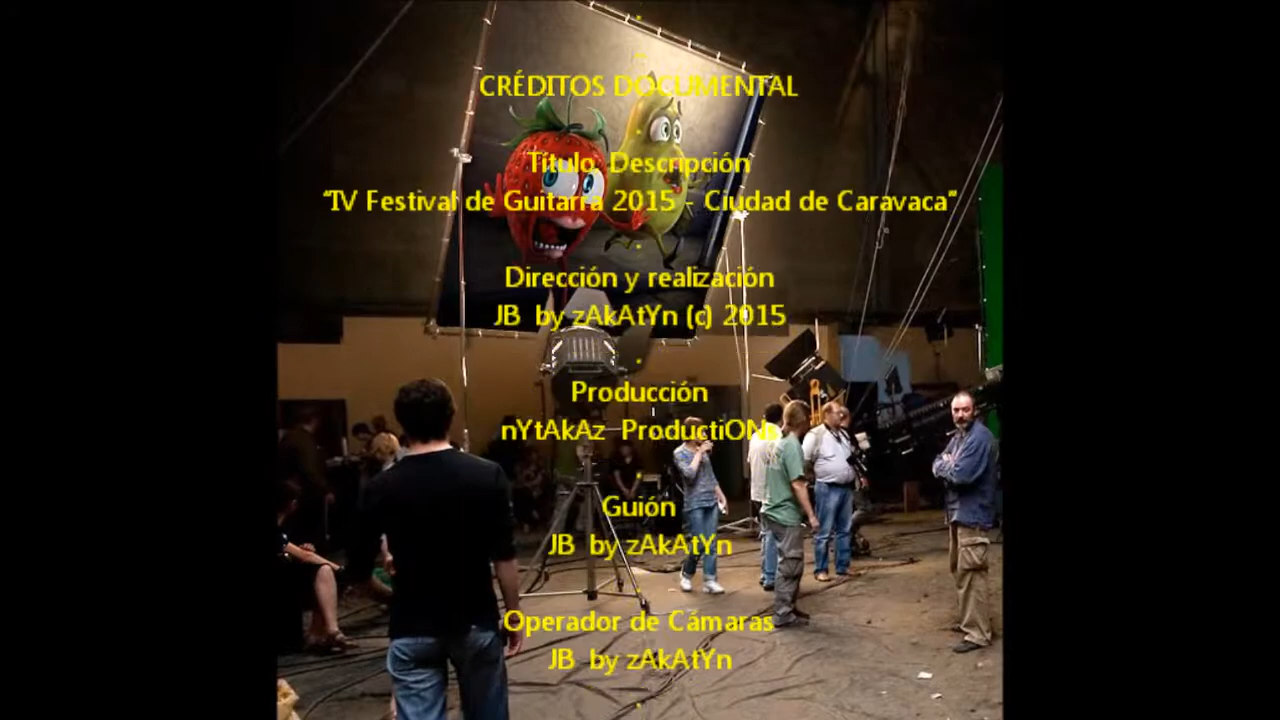 CRÉDITOS DOCUMENTAL
Título, Descripción
“IV Festival de Guitarra 2015 - Ciudad de Caravaca”
Dirección y realización
JB by zAkAtYn (c) 2015
Producción
nYtAkAz ProductiONs
Guión
JB by zAkAtYn
Operador de Cámaras
JB by zAkAtYn